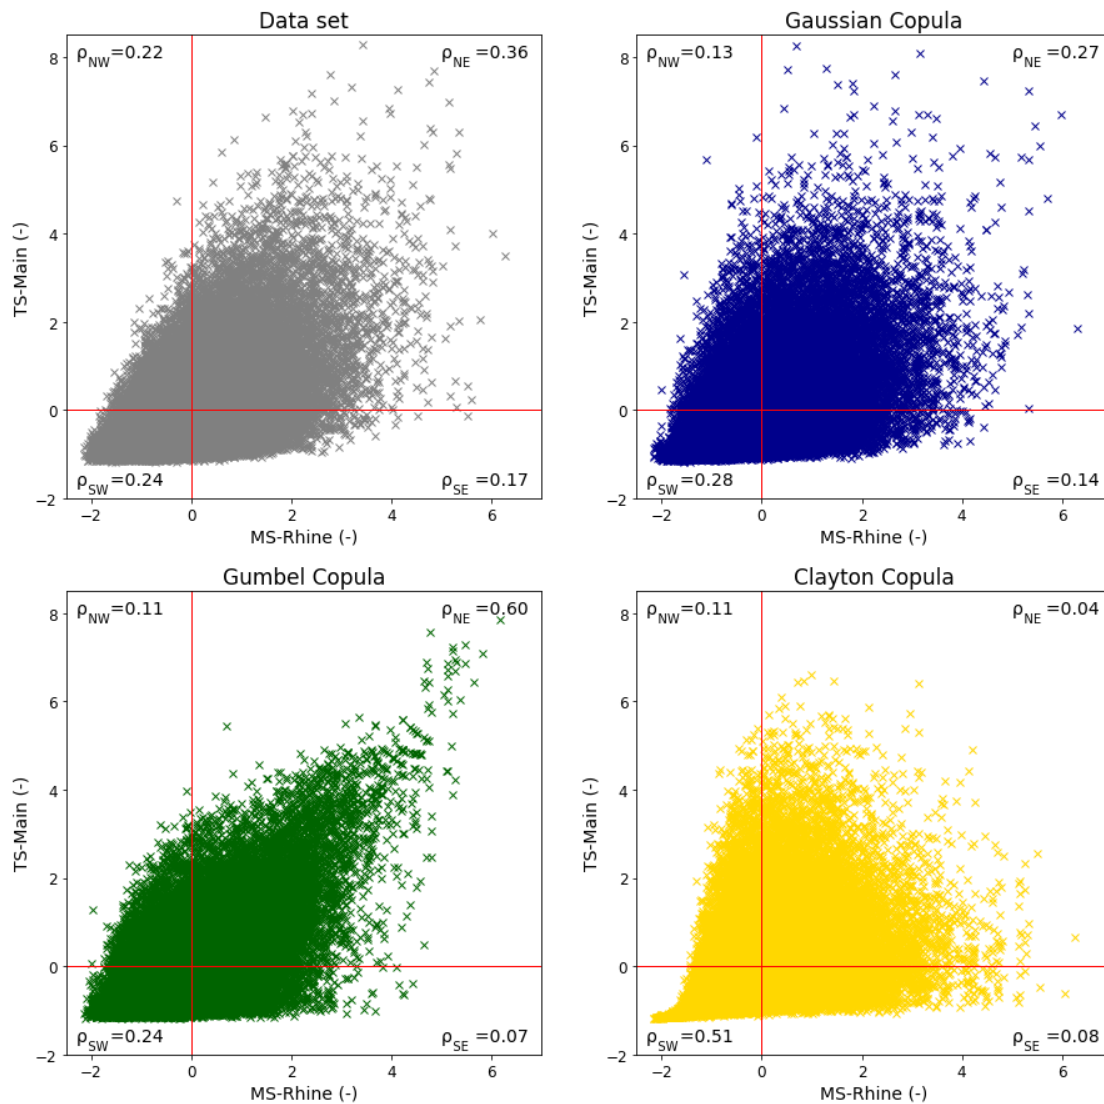 Data set
ρNW=0.22 ρNE=0.36
8
6
4
2
0
−2
TS-Main (-)
ρSW=0.24 ρSE=0.17
−2 0 2 4 6
MS-Rhine (-)
Gaussian Copula
ρNW=0.13 ρNE=0.27
8
6
4
2
0
−2
TS-Main (-)
ρSW=0.28 ρSE=0.14
−2 0 2 4 6
MS-Rhine (-)
Gumbel Copula
ρNW=0.11 ρNE=0.60
8
6
4
2
0
−2
TS-Main (-)
ρSW=0.24 ρSE=0.07
−2 0 2 4 6
MS-Rhine (-)
Clayton Copula
ρNW=0.11 ρNE=0.04
8
6
4
2
0
−2
TS-Main (-)
ρSW=0.51 ρSE=0.08
−2 0 2 4 6
MS-Rhine (-)